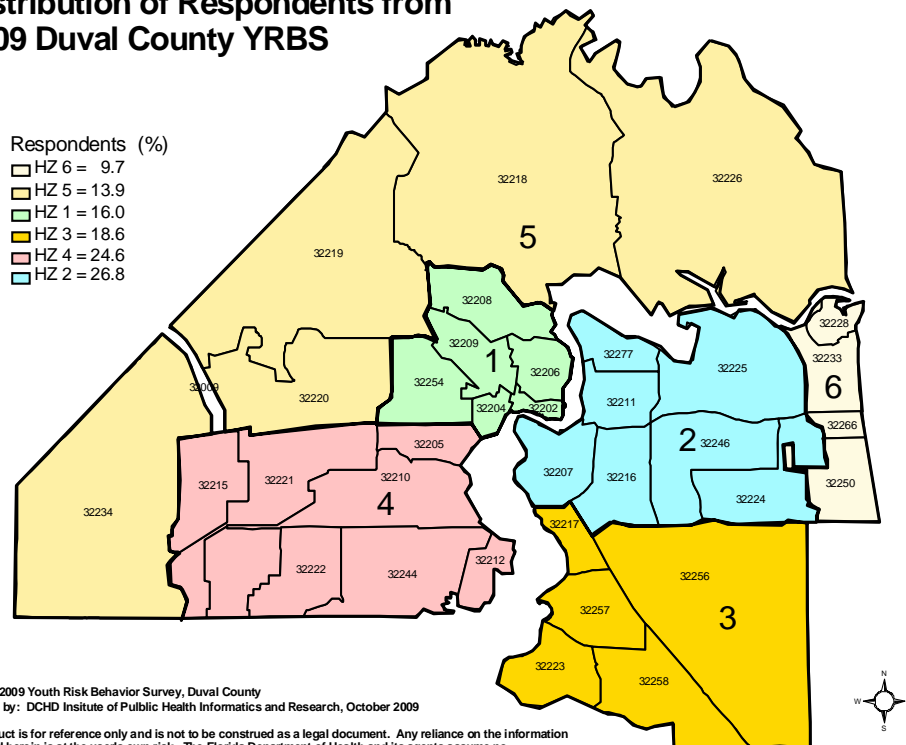 stribution of Respondents from
09 Duval County YRBS
Respondents (%)
HZ 6 = 9.7
HZ 5 = 13.9
HZ 1 = 16.0
HZ 3 = 18.6
HZ 4 = 24.6
HZ 2 = 26.8
32218
32226
5
32219
32208
32228
32209
32277
32233
1
32206
32225
32254
6
32009
32220
32211
32204
32202
32266
32205
2
32246
32207
32210
32216
32215
32221
32250
4
32224
32234
32217
32212
32222
32244
32256
32257
3
32223
32258
2009 Youth Risk Behavior Survey, Duval County
by: DCHD Insitute of Pulblic Health Informatics and Research, October 2009
uct is for reference only and is not to be construed as a legal document. Any reliance on the information
N
W
E
S